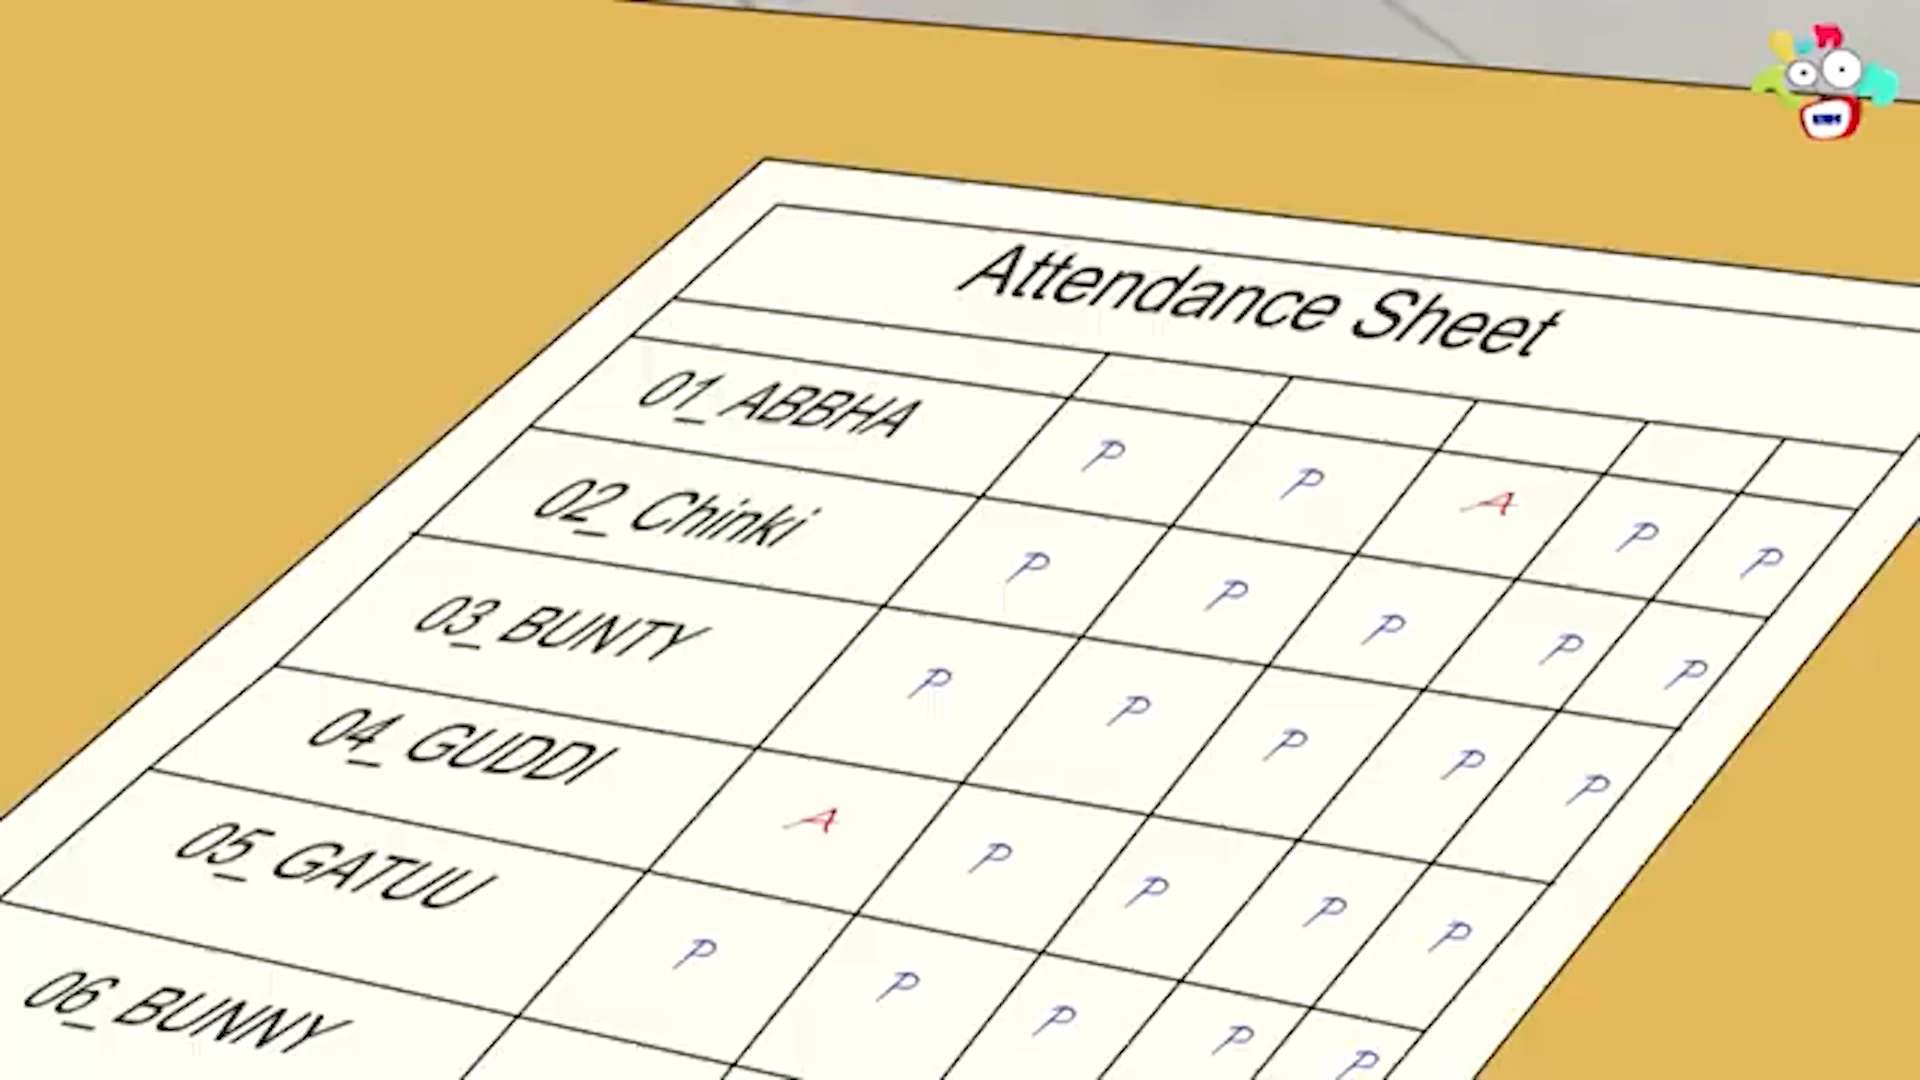 Attendance Sheet
01_ABBHA P P A P P
02_Chinki P P P P P
03_BUNTY P P P P P
04_GUDDI A P P P P
05_GATUU P P P P P
06_BUNNY